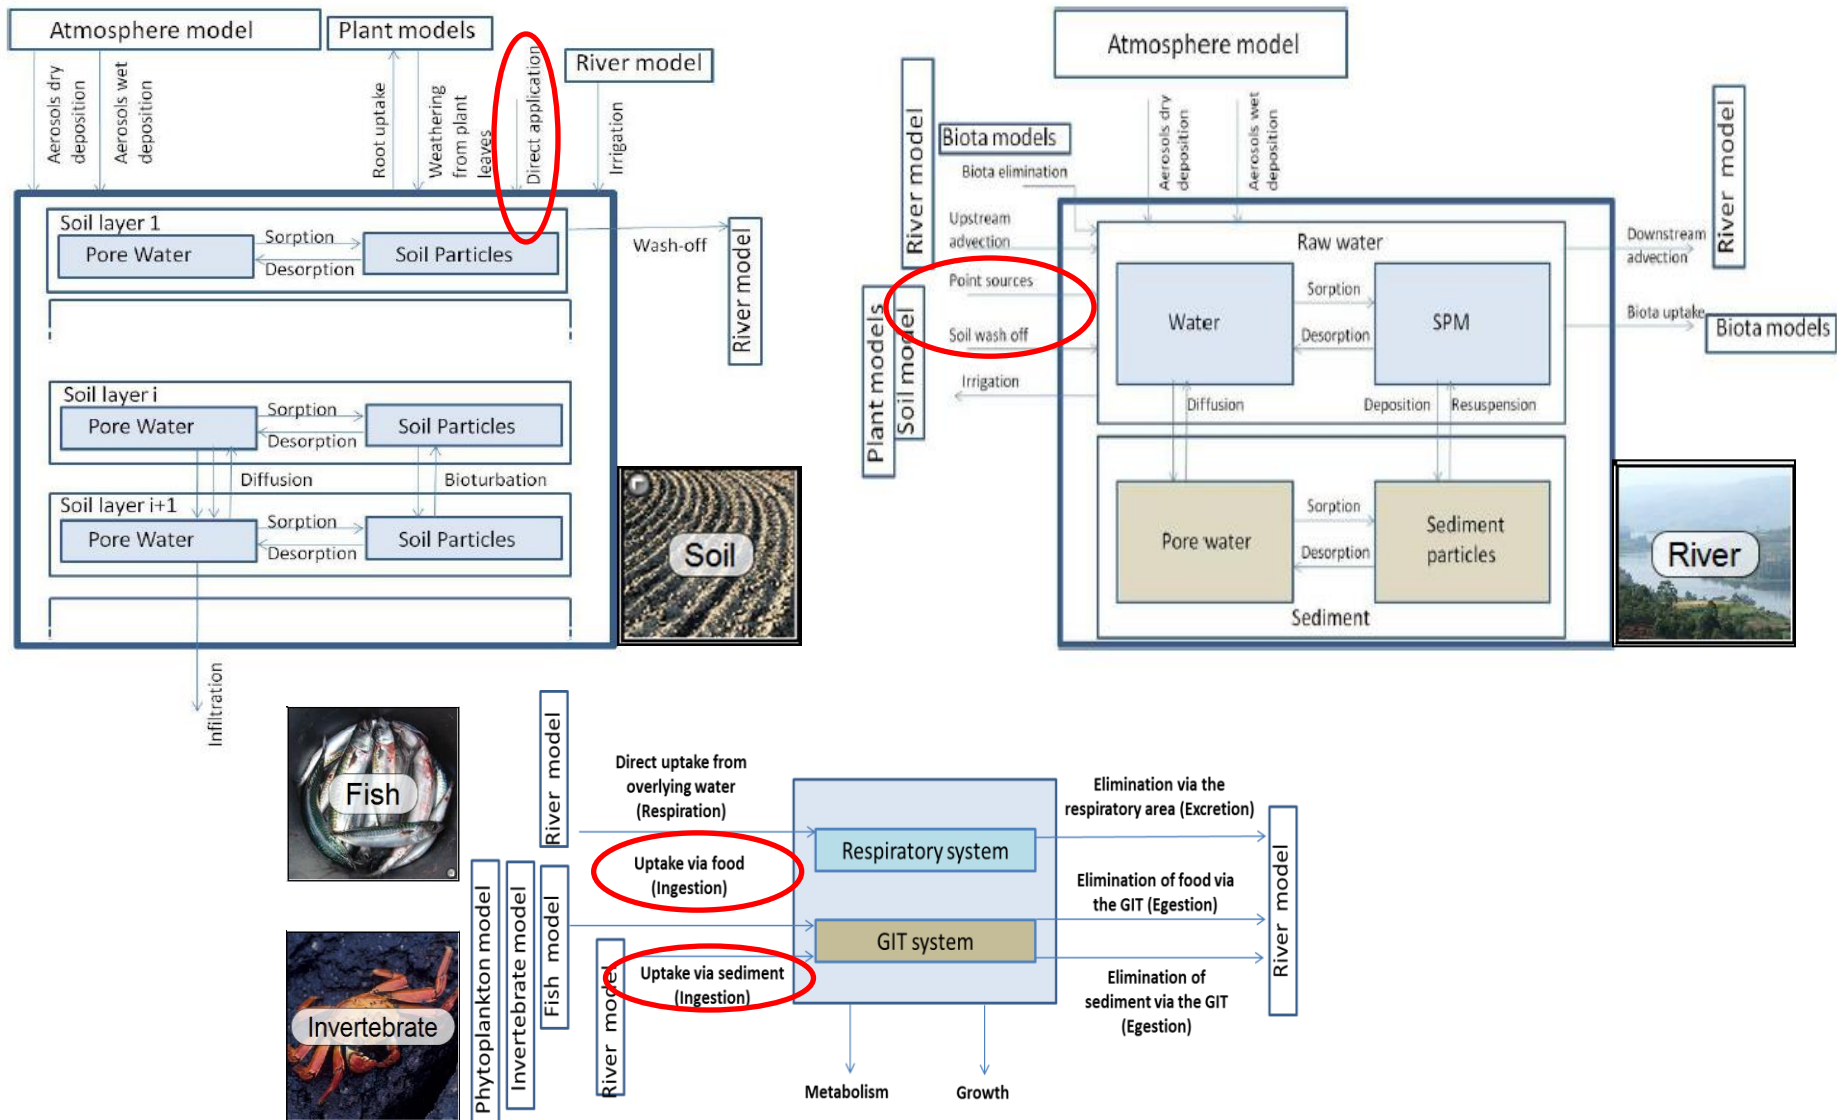 Atmosphere model
Plant models
River model
Aerosols dry
deposition
Aerosols wet
deposition
Root uptake
Weathering
from plant
leaves
Direct application
Irrigation
Soil layer 1
Pore Water
Sorption
Desorption
Soil Particles
Wash-off
River model
Soil layer i
Pore Water
Sorption
Desorption
Soil Particles
Diffusion
Bioturbation
Soil layer i+1
Pore Water
Sorption
Desorption
Soil Particles
Infiltration
Soil
Atmosphere model
River model
Biota models
Biota elimination
Upstream
advection
Point sources
Soil wash off
Irrigation
Plant models
Soil model
Aerosols dry
deposition
Aerosols wet
deposition
Raw water
Water
Sorption
Desorption
SPM
Diffusion
Deposition
Resuspension
Pore water
Sorption
Desorption
Sediment
particles
Sediment
Downstream
advection
River model
Biota uptake
Biota models
River
Fish
Invertebrate
River model
Direct uptake from
overlying water
(Respiration)
Uptake via food
(Ingestion)
Phytoplankton model
Invertebrate model
Fish model
River model
Uptake via sediment
(Ingestion)
Respiratory system
GIT system
Elimination via the
respiratory area (Excretion)
Elimination of food via
the GIT (Egestion)
Elimination of
sediment via the GIT
(Egestion)
River model
Metabolism
Growth